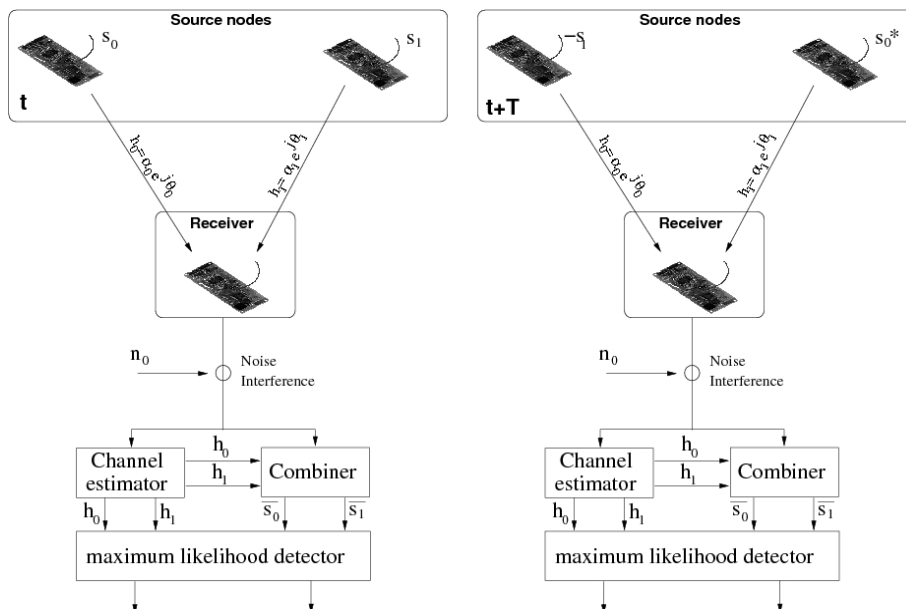 Source nodes
s₀
s₁
t
h₀=α₀e^jθ₀
h₁=α₁e^jθ₁
Receiver
n₀
Noise
Interference
Channel
estimator
h₀
h₁
Combiner
h₀
h₁
s̅₀
s̅₁
maximum likelihood detector
Source nodes
-s₁
s₀*
t+T
h₀=α₀e^jθ₀
h₁=α₁e^jθ₁
Receiver
n₀
Noise
Interference
Channel
estimator
h₀
h₁
Combiner
h₀
h₁
s̅₀
s̅₁
maximum likelihood detector